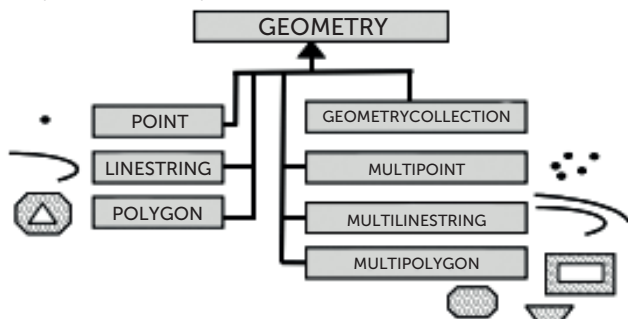 GEOMETRY
POINT
LINESTRING
POLYGON
GEOMETRYCOLLECTION
MULTIPOINT
MULTILINESTRING
MULTIPOLYGON